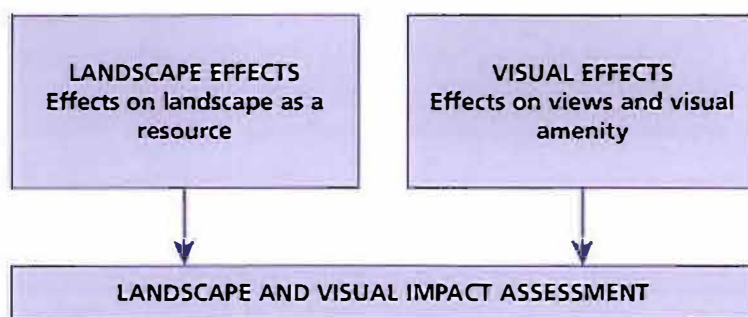 LANDSCAPE EFFECTS
Effects on landscape as a
resource
VISUAL EFFECTS
Effects on views and visual
amenity
LANDSCAPE AND VISUAL IMPACT ASSESSMENT